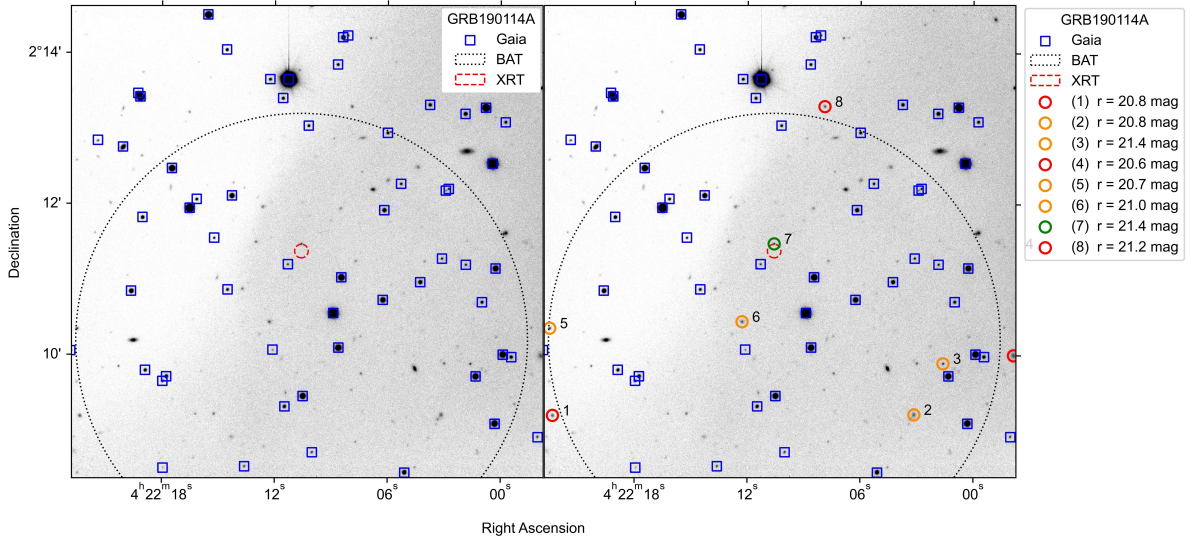 GRB190114A
Gaia
BAT
XRT
GRB190114A
Gaia
BAT
XRT
(1) r = 20.8 mag
(2) r = 20.8 mag
(3) r = 21.4 mag
(4) r = 20.6 mag
(5) r = 20.7 mag
(6) r = 21.0 mag
(7) r = 21.4 mag
(8) r = 21.2 mag
2°14'
12'
10'
Declination
8
7
6
5
4
3
2
1
4h22m18s
12s
06s
00s
4h22m18s
12s
06s
00s
Right Ascension